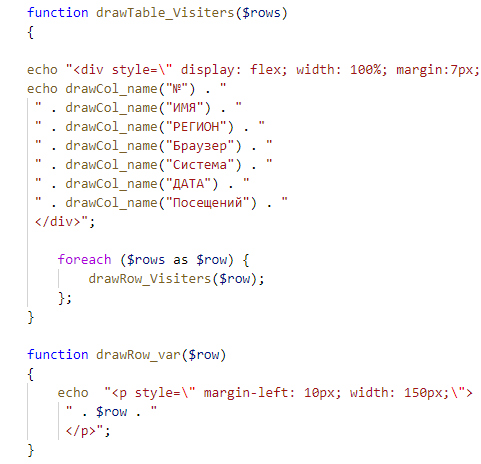 function drawTable_Visiters($rows)
{
echo "<div style=\" display: flex; width: 100%; margin:7px;
echo drawCol_name("№") . "
" . drawCol_name("ИМЯ") . "
" . drawCol_name("РЕГИОН") . "
" . drawCol_name("Браузер") . "
" . drawCol_name("Система") . "
" . drawCol_name("ДАТА") . "
" . drawCol_name("Посещений") . "
</div>";
foreach ($rows as $row) {
drawRow_Visiters($row);
};
}
function drawRow_var($row)
{
echo  "<p style=\" margin-left: 10px; width: 150px;\">
" . $row . "
</p>";
}